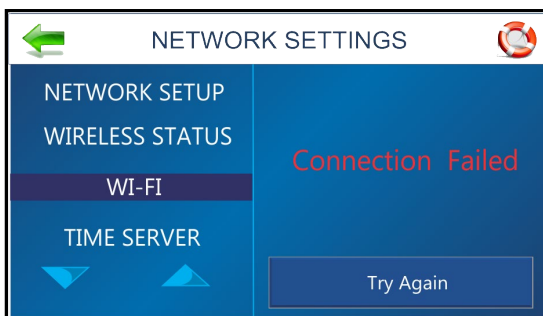 NETWORK SETTINGS
NETWORK SETUP
WIRELESS STATUS
WI-FI
TIME SERVER
Connection Failed
Try Again